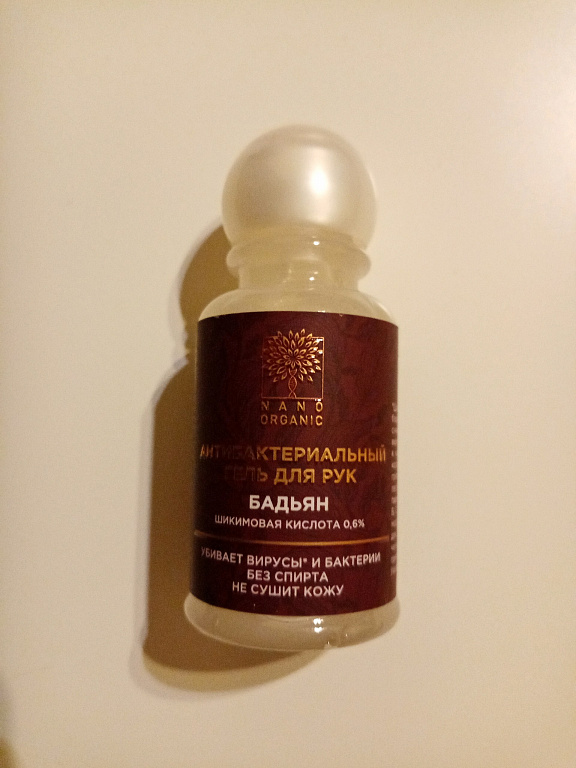 NANO
ORGANIC
АНТИБАКТЕРИАЛЬНЫЙ
ГЕЛЬ ДЛЯ РУК
БАДЬЯН
ШИКИМОВАЯ КИСЛОТА 0,6%
УБИВАЕТ ВИРУСЫ* И БАКТЕРИИ
БЕЗ СПИРТА
НЕ СУШИТ КОЖУ